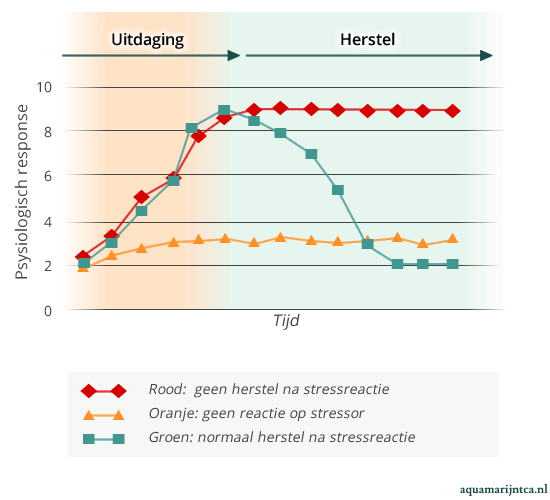 Uitdaging
Herstel
10
8
6
4
2
0
Psysiologisch response
Tijd
Rood: geen herstel na stressreactie
Oranje: geen reactie op stressor
Groen: normaal herstel na stressreactie
aquamarijntca.nl